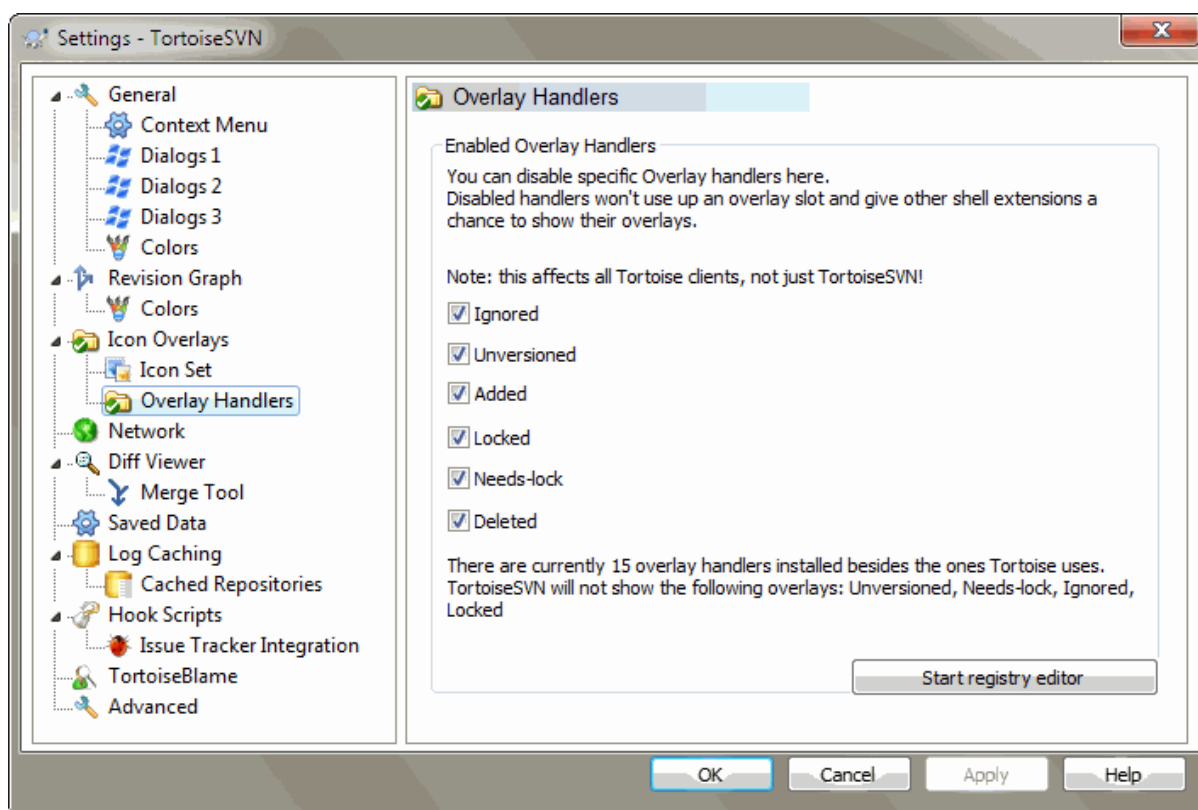 Settings - TortoiseSVN
General
Context Menu
Dialogs 1
Dialogs 2
Dialogs 3
Colors
Revision Graph
Colors
Icon Overlays
Icon Set
Overlay Handlers
Network
Diff Viewer
Merge Tool
Saved Data
Log Caching
Cached Repositories
Hook Scripts
Issue Tracker Integration
TortoiseBlame
Advanced
Overlay Handlers
Enabled Overlay Handlers
You can disable specific Overlay handlers here.
Disabled handlers won't use up an overlay slot and give other shell extensions a
chance to show their overlays.
Note: this affects all Tortoise clients, not just TortoiseSVN!
Ignored
Unversioned
Added
Locked
Needs-lock
Deleted
There are currently 15 overlay handlers installed besides the ones Tortoise uses.
TortoiseSVN will not show the following overlays: Unversioned, Needs-lock, Ignored,
Locked
Start registry editor
OK
Cancel
Apply
Help